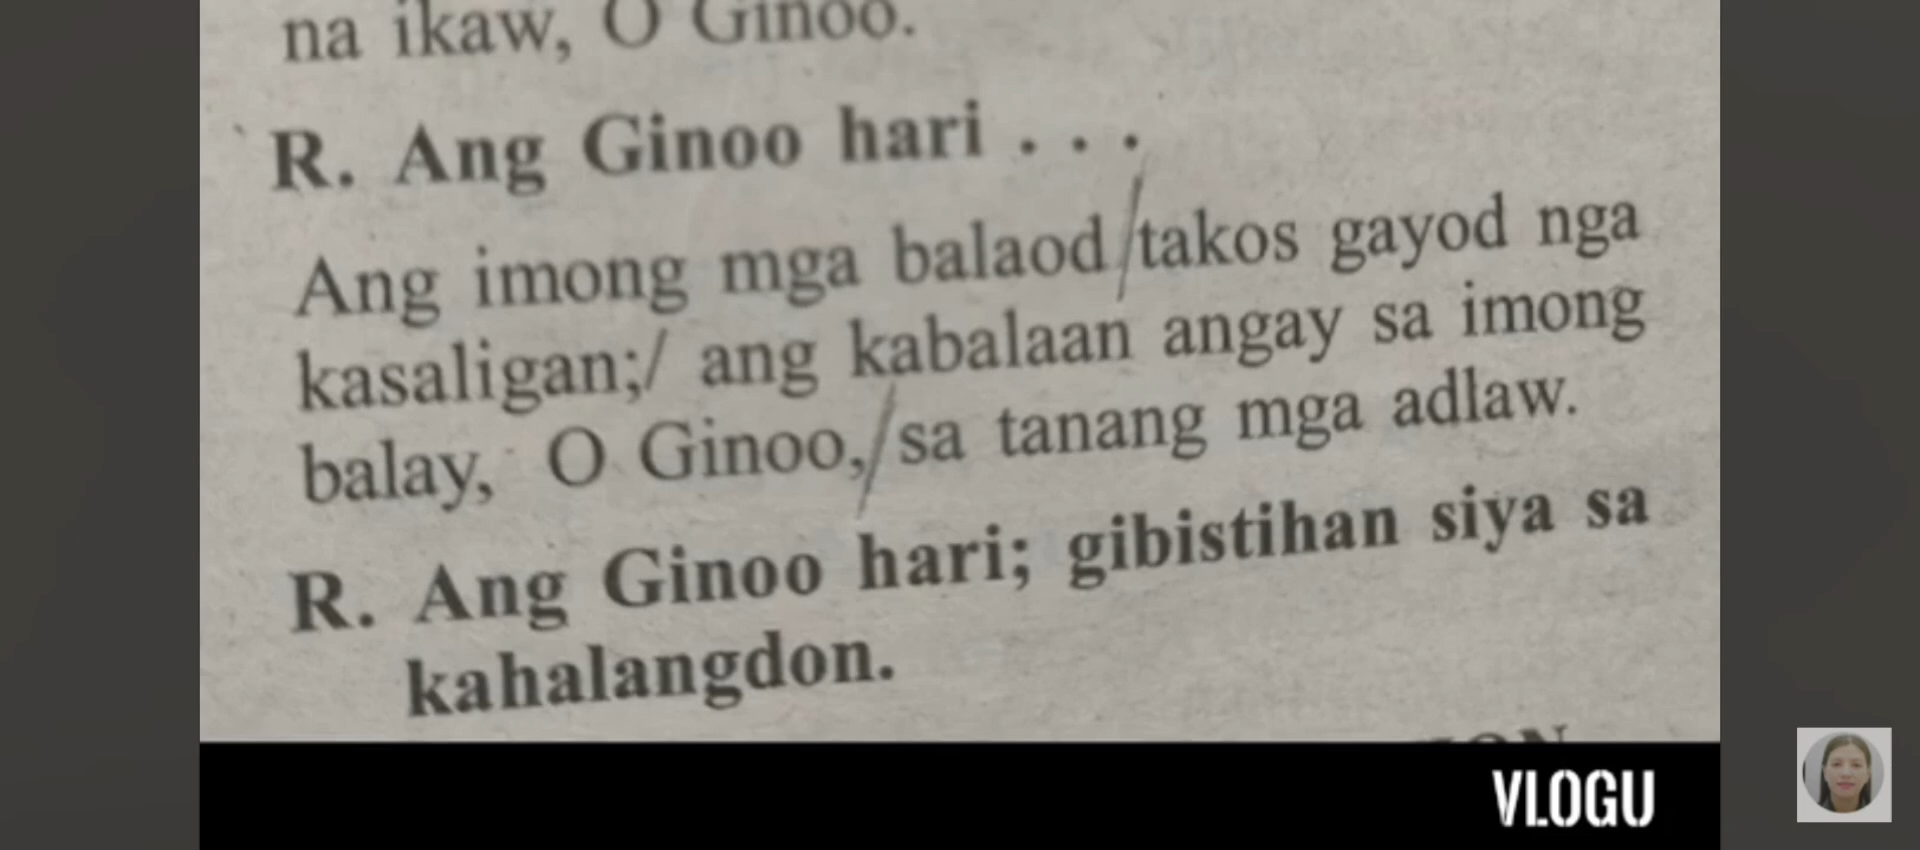 na ikaw, O Ginoo.
R. Ang Ginoo hari . . .
Ang imong mga balaod/takos gayod nga
kasaligan;/ ang kabalaan angay sa imong
balay, O Ginoo,/sa tanang mga adlaw.
R. Ang Ginoo hari; gibistihan siya sa
kahalangdon.
VLOGU